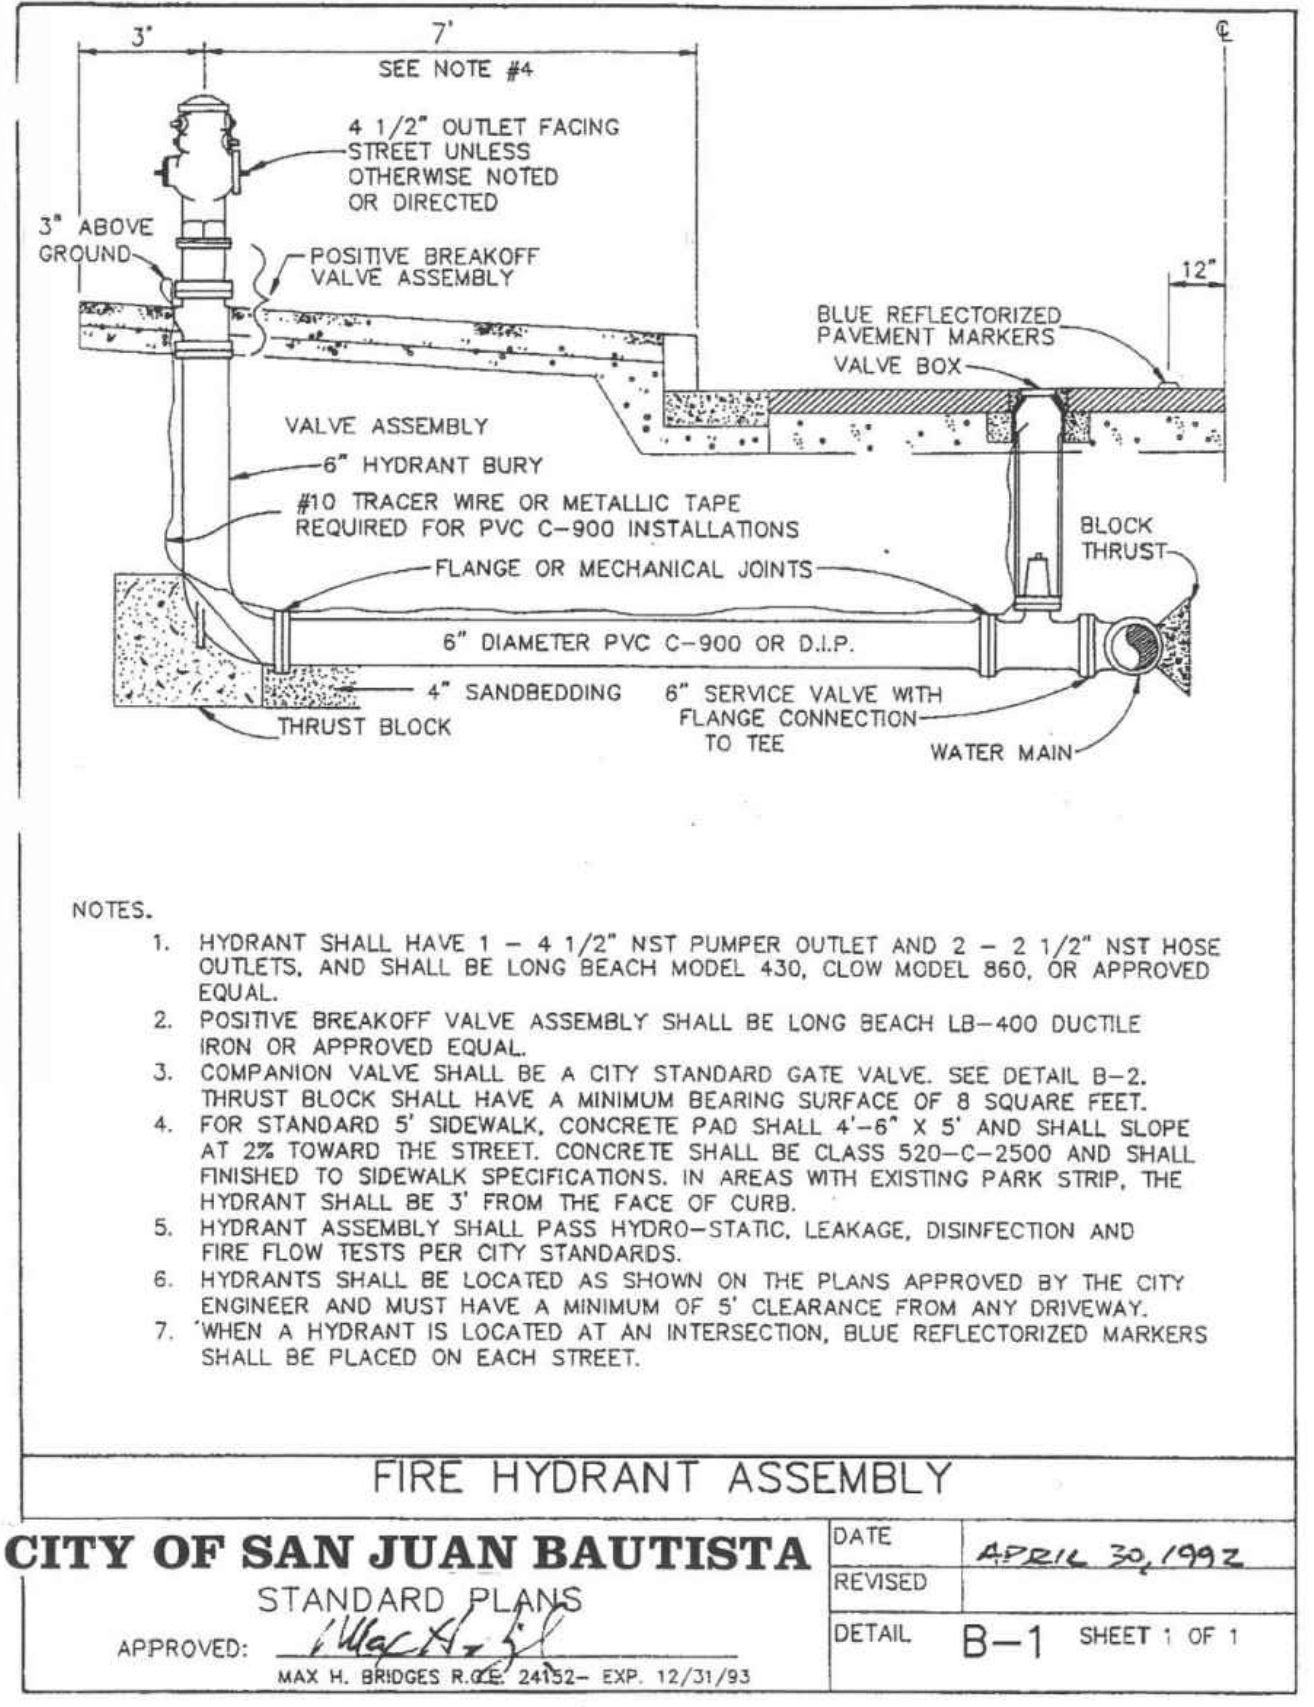 3'
7'
SEE NOTE #4
℄
4 1/2" OUTLET FACING
STREET UNLESS
OTHERWISE NOTED
OR DIRECTED
3" ABOVE
GROUND
POSITIVE BREAKOFF
VALVE ASSEMBLY
12"
BLUE REFLECTORIZED
PAVEMENT MARKERS
VALVE BOX
VALVE ASSEMBLY
6" HYDRANT BURY
#10 TRACER WIRE OR METALLIC TAPE
REQUIRED FOR PVC C-900 INSTALLATIONS
BLOCK
THRUST
FLANGE OR MECHANICAL JOINTS
6" DIAMETER PVC C-900 OR D.I.P.
4" SANDBEDDING
THRUST BLOCK
6" SERVICE VALVE WITH
FLANGE CONNECTION
TO TEE
WATER MAIN
NOTES.
1. HYDRANT SHALL HAVE 1 - 4 1/2" NST PUMPER OUTLET AND 2 - 2 1/2" NST HOSE
OUTLETS, AND SHALL BE LONG BEACH MODEL 430, CLOW MODEL 860, OR APPROVED
EQUAL.
2. POSITIVE BREAKOFF VALVE ASSEMBLY SHALL BE LONG BEACH LB-400 DUCTILE
IRON OR APPROVED EQUAL.
3. COMPANION VALVE SHALL BE A CITY STANDARD GATE VALVE. SEE DETAIL B-2.
THRUST BLOCK SHALL HAVE A MINIMUM BEARING SURFACE OF 8 SQUARE FEET.
4. FOR STANDARD 5' SIDEWALK, CONCRETE PAD SHALL 4'-6" X 5' AND SHALL SLOPE
AT 2% TOWARD THE STREET. CONCRETE SHALL BE CLASS 520-C-2500 AND SHALL
FINISHED TO SIDEWALK SPECIFICATIONS. IN AREAS WITH EXISTING PARK STRIP, THE
HYDRANT SHALL BE 3' FROM THE FACE OF CURB.
5. HYDRANT ASSEMBLY SHALL PASS HYDRO-STATIC, LEAKAGE, DISINFECTION AND
FIRE FLOW TESTS PER CITY STANDARDS.
6. HYDRANTS SHALL BE LOCATED AS SHOWN ON THE PLANS APPROVED BY THE CITY
ENGINEER AND MUST HAVE A MINIMUM OF 5' CLEARANCE FROM ANY DRIVEWAY.
7. WHEN A HYDRANT IS LOCATED AT AN INTERSECTION, BLUE REFLECTORIZED MARKERS
SHALL BE PLACED ON EACH STREET.
FIRE HYDRANT ASSEMBLY
CITY OF SAN JUAN BAUTISTA
STANDARD PLANS
APPROVED:
MAX H. BRIDGES R.C.E. 24152- EXP. 12/31/93
DATE APRIL 30, 1992
REVISED
DETAIL B-1 SHEET 1 OF 1